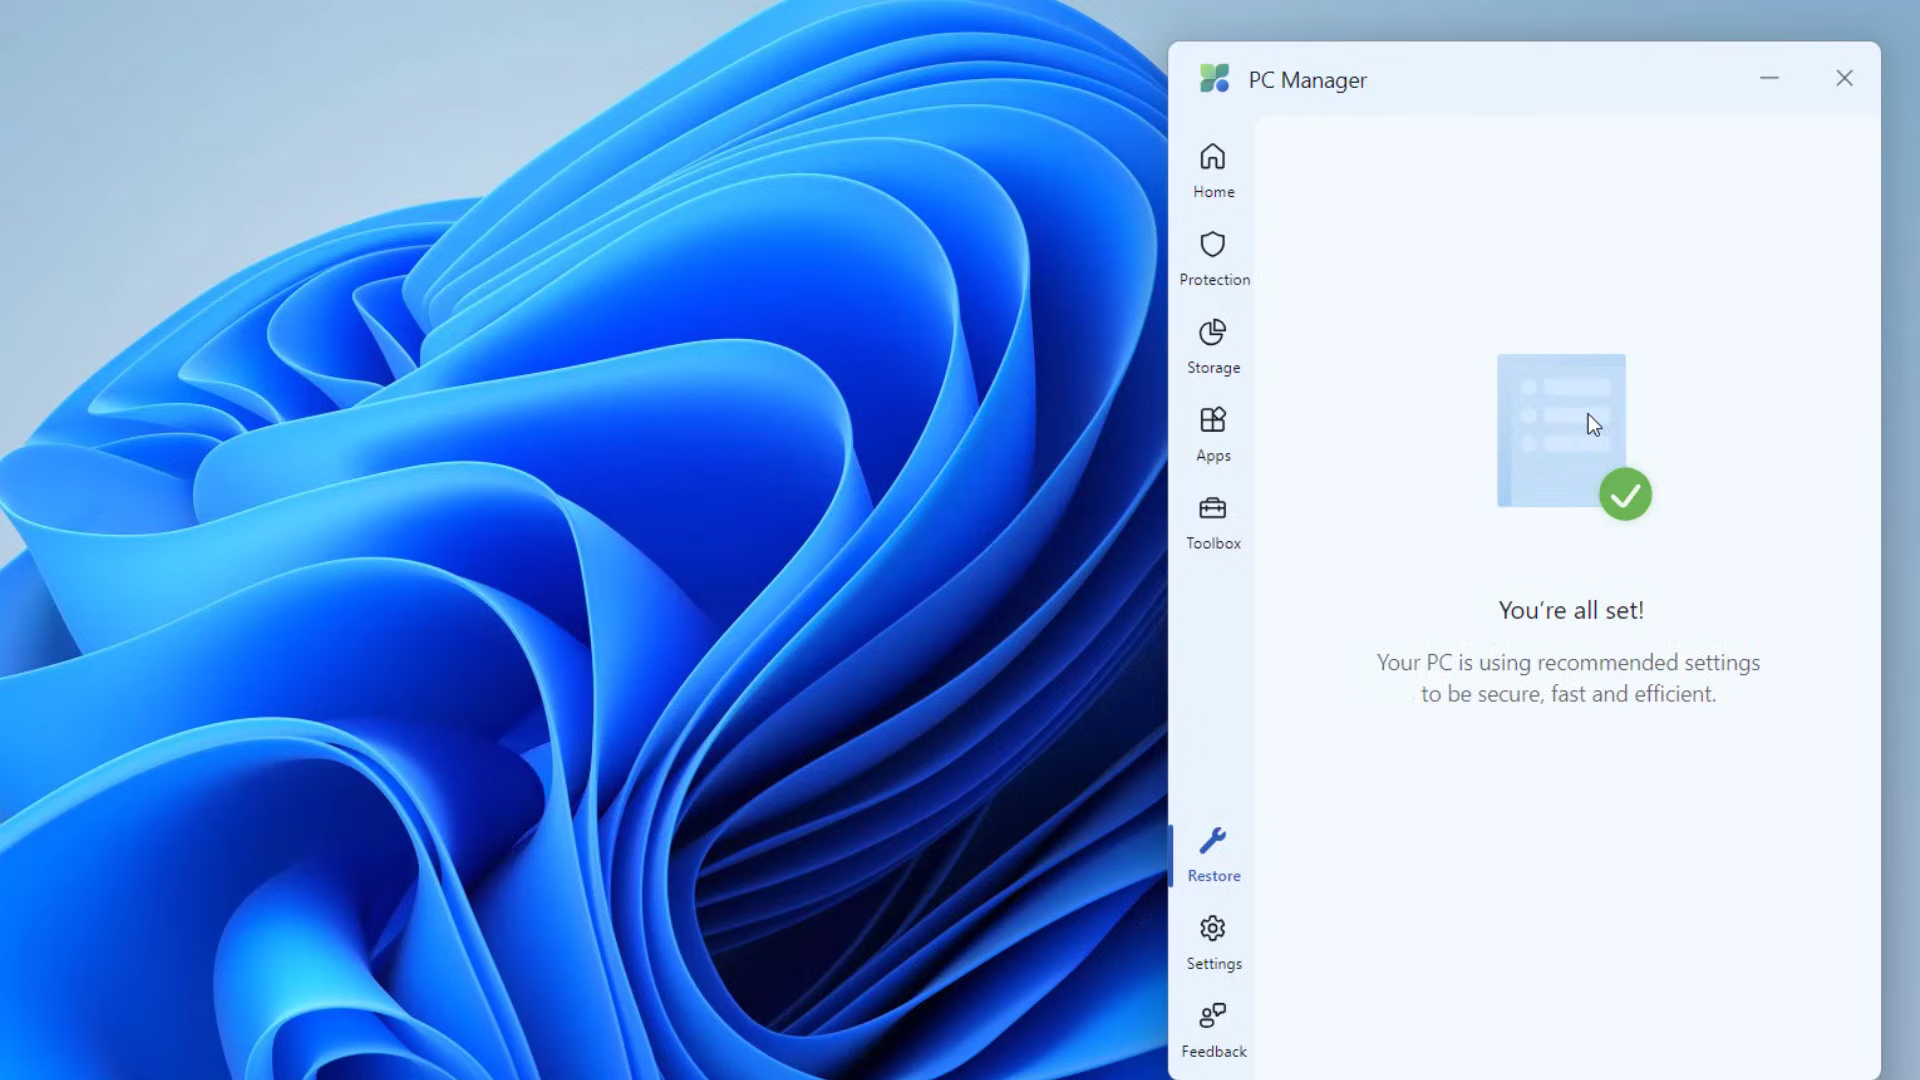 PC Manager
Home
Protection
Storage
Apps
Toolbox
You're all set!
Your PC is using recommended settings
to be secure, fast and efficient.
Restore
Settings
Feedback